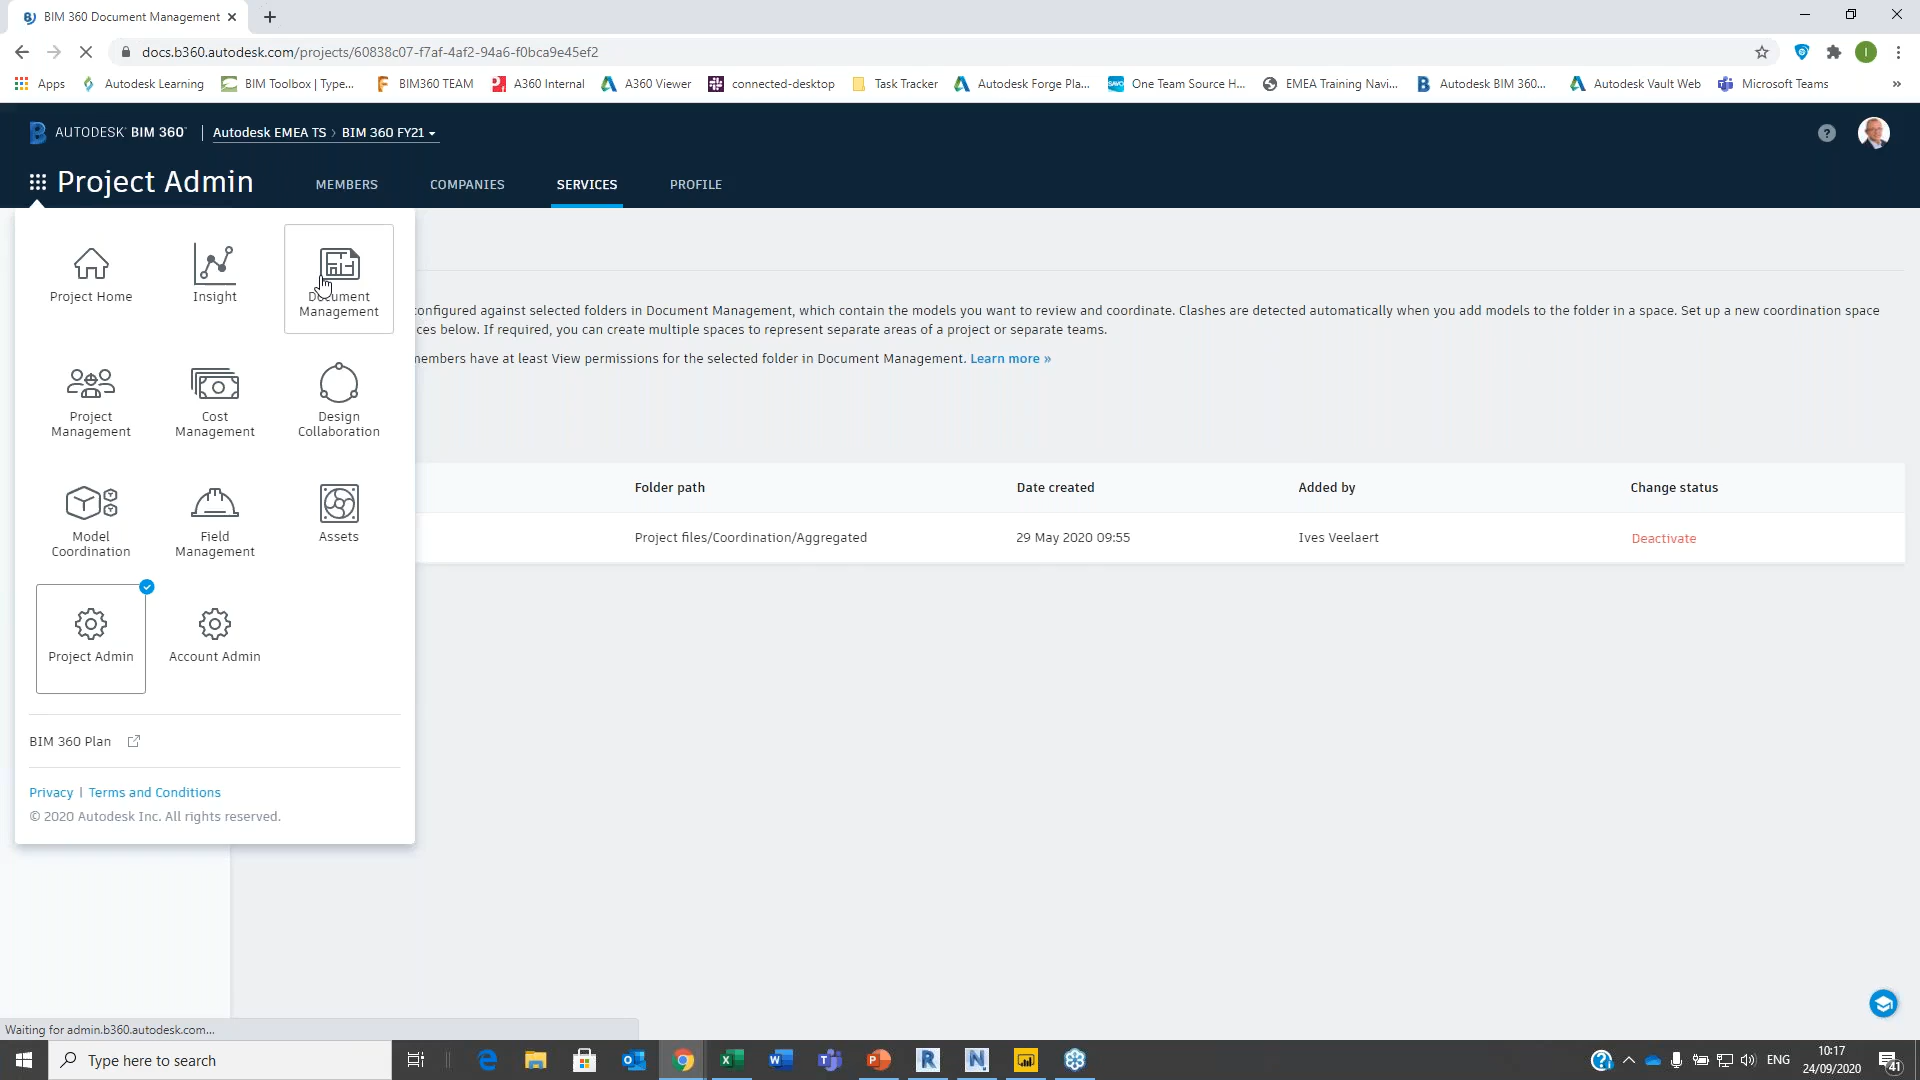 BIM 360 Document Management
docs.b360.autodesk.com/projects/60838c07-f7af-4af2-94a6-f0bca9e45ef2
I
Apps
Autodesk Learning
BIM Toolbox | Type...
BIM360 TEAM
A360 Internal
A360 Viewer
connected-desktop
Task Tracker
Autodesk Forge Pla...
One Team Source H...
EMEA Training Navi...
Autodesk BIM 360...
Autodesk Vault Web
Microsoft Teams
»
AUTODESK® BIM 360™
Autodesk EMEA TS > BIM 360 FY21
?
Project Admin
MEMBERS
COMPANIES
SERVICES
PROFILE
Project Home
Insight
Document
Management
Project
Management
Cost
Management
Design
Collaboration
Model
Coordination
Field
Management
Assets
Project Admin
Account Admin
BIM 360 Plan
Privacy | Terms and Conditions
© 2020 Autodesk Inc. All rights reserved.
configured against selected folders in Document Management, which contain the models you want to review and coordinate. Clashes are detected automatically when you add models to the folder in a space. Set up a new coordination space
ces below. If required, you can create multiple spaces to represent separate areas of a project or separate teams.
members have at least View permissions for the selected folder in Document Management. Learn more »
Folder path
Date created
Added by
Change status
Project files/Coordination/Aggregated
29 May 2020 09:55
Ives Veelaert
Deactivate
Waiting for admin.b360.autodesk.com...
Type here to search
ENG
10:17
24/09/2020
41